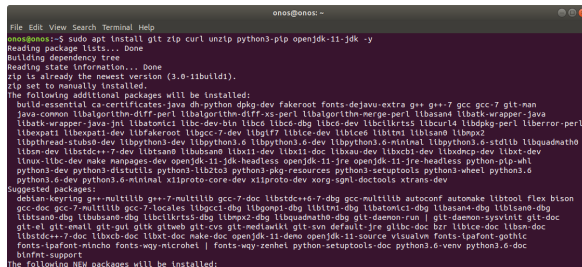 onos@onos: ~
File Edit View Search Terminal Help
onos@onos:~$ sudo apt install git zip curl unzip python3-pip openjdk-11-jdk -y
Reading package lists... Done
Building dependency tree
Reading state information... Done
zip is already the newest version (3.0-11build1).
zip set to manually installed.
The following additional packages will be installed:
build-essential ca-certificates-java dh-python dpkg-dev fakeroot fonts-dejavu-extra g++ g++-7 gcc gcc-7 git-man
java-common libalgorithm-diff-perl libalgorithm-diff-xs-perl libalgorithm-merge-perl libasan4 libatk-wrapper-java
libatk-wrapper-java-jni libatomic1 libc-dev-bin libc6 libc6-dbg libc6-dev libcilkrts5 libcurl4 libdpkg-perl liberror-perl
libexpat1 libexpat1-dev libfakeroot libgcc-7-dev libgif7 libice-dev libice6 libitm1 liblsan0 libmpx2
libpthread-stubs0-dev libpython3-dev libpython3.6 libpython3.6-dev libpython3.6-minimal libpython3.6-stdlib libquadmath0
libsm-dev libstdc++-7-dev libtsan0 libubsan0 libx11-dev libx11-doc libxau-dev libxcb1-dev libxdmcp-dev libxt-dev
linux-libc-dev make manpages-dev openjdk-11-jdk-headless openjdk-11-jre openjdk-11-jre-headless python-pip-whl
python3-dev python3-distutils python3-lib2to3 python3-pkg-resources python3-setuptools python3-wheel python3.6
python3.6-dev python3.6-minimal x11proto-core-dev x11proto-dev xorg-sgml-doctools xtrans-dev
Suggested packages:
debian-keyring g++-multilib g++-7-multilib gcc-7-doc libstdc++6-7-dbg gcc-multilib autoconf automake libtool flex bison
gcc-doc gcc-7-multilib gcc-7-locales libgcc1-dbg libgomp1-dbg libitm1-dbg libatomic1-dbg libasan4-dbg liblsan0-dbg
libtsan0-dbg libubsan0-dbg libcilkrts5-dbg libmpx2-dbg libquadmath0-dbg git-daemon-run | git-daemon-sysvinit git-doc
git-el git-email git-gui gitk gitweb git-cvs git-mediawiki git-svn default-jre glibc-doc bzr libice-doc libsm-doc
libstdc++-7-doc libxcb-doc libxt-doc make-doc openjdk-11-demo openjdk-11-source visualvm fonts-ipafont-gothic
fonts-ipafont-mincho fonts-wqy-microhei | fonts-wqy-zenhei python-setuptools-doc python3.6-venv python3.6-doc
binfmt-support
The following NEW packages will be installed: